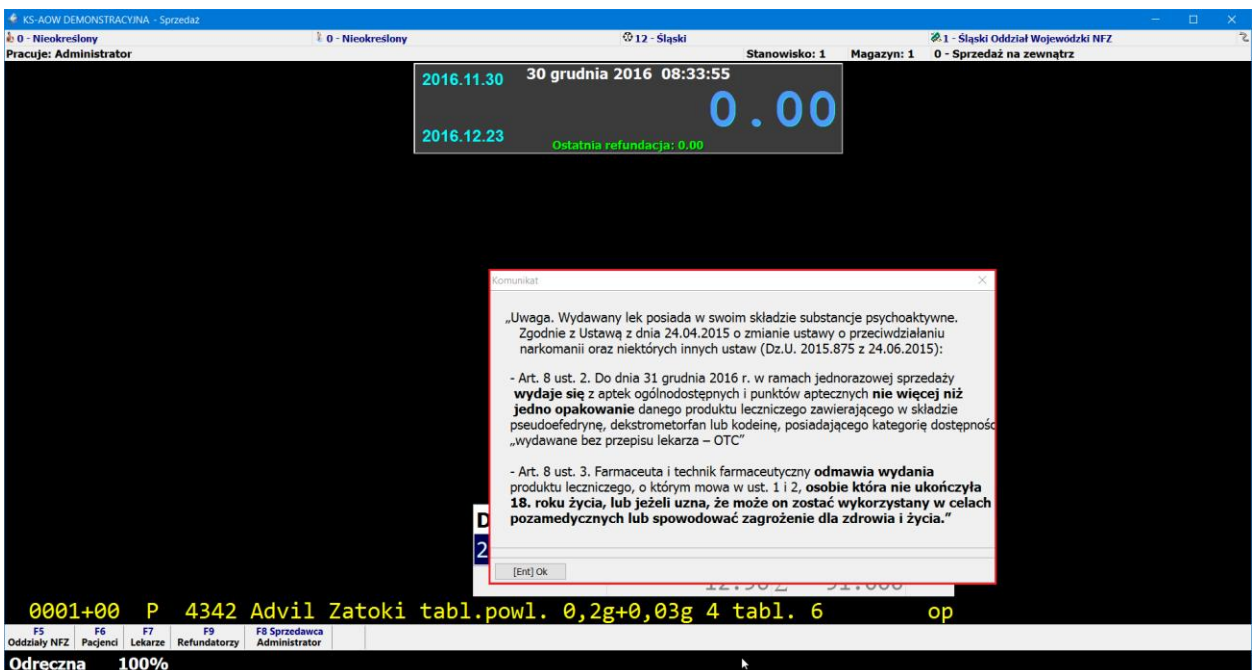 KS-AOW DEMONSTRACYJNA - Sprzedaż
0 - Nieokreślony 0 - Nieokreślony 12 - Śląski 1 - Śląski Oddział Wojewódzki NFZ
Pracuje: Administrator Stanowisko: 1 Magazyn: 1 0 - Sprzedaż na zewnątrz
2016.11.30 30 grudnia 2016 08:33:55
0.00
2016.12.23
Ostatnia refundacja: 0.00
Komunikat
„Uwaga. Wydawany lek posiada w swoim składzie substancje psychoaktywne.
Zgodnie z Ustawą z dnia 24.04.2015 o zmianie ustawy o przeciwdziałaniu
narkomanii oraz niektórych innych ustaw (Dz.U. 2015.875 z 24.06.2015):
- Art. 8 ust. 2. Do dnia 31 grudnia 2016 r. w ramach jednorazowej sprzedaży
wydaje się z aptek ogólnodostępnych i punktów aptecznych nie więcej niż
jedno opakowanie danego produktu leczniczego zawierającego w składzie
pseudoefedrynę, dekstrometorfan lub kodeinę, posiadającego kategorię dostępnośc
„wydawane bez przepisu lekarza – OTC”
- Art. 8 ust. 3. Farmaceuta i technik farmaceutyczny odmawia wydania
produktu leczniczego, o którym mowa w ust. 1 i 2, osobie która nie ukończyła
18. roku życia, lub jeżeli uzna, że może on zostać wykorzystany w celach
pozamedycznych lub spowodować zagrożenie dla zdrowia i życia.”
D
2
[Ent] Ok
0001+00 P 4342 Advil Zatoki tabl.powl. 0,2g+0,03g 4 tabl. 6 op
F5 F6 F7 F9 F8 Sprzedawca
Oddziały NFZ Pacjenci Lekarze Refundatorzy Administrator
Odręczna 100%